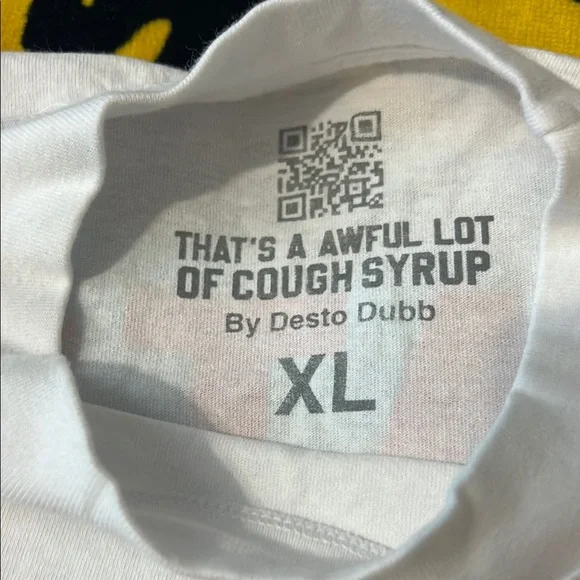 THAT'S A AWFUL LOT
OF COUGH SYRUP
By Desto Dubb
XL